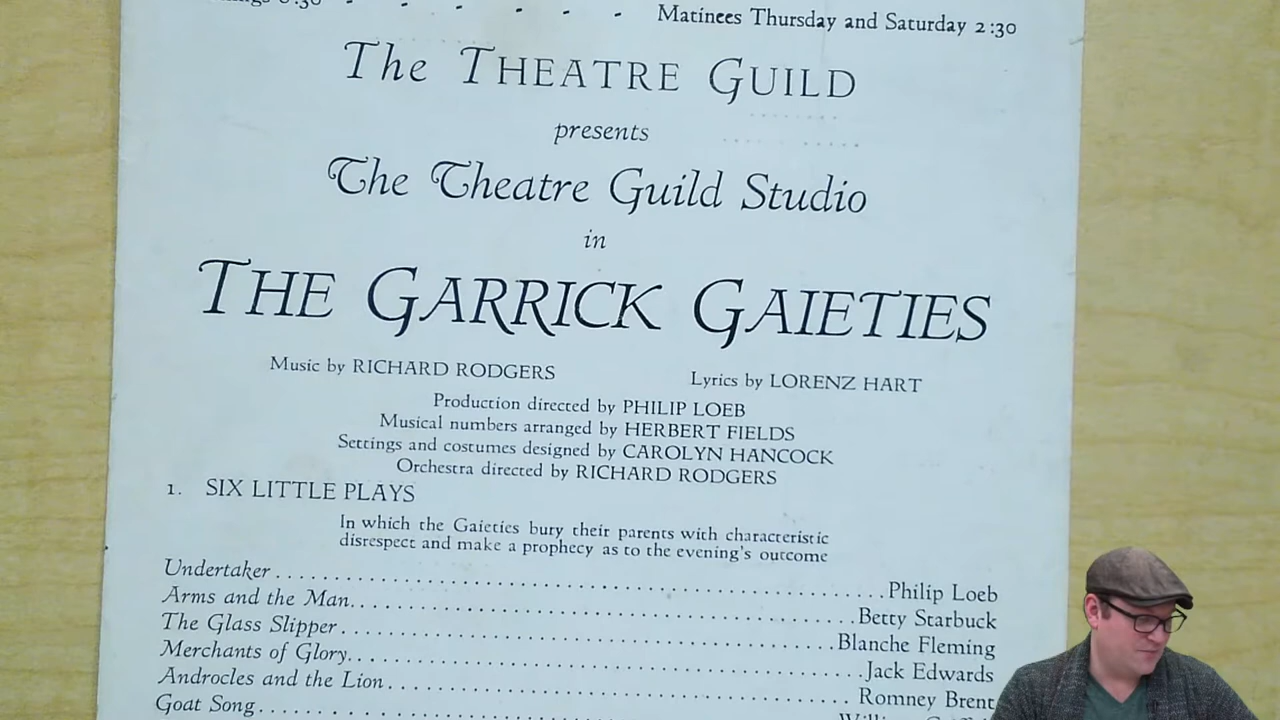 8:30 - - - - - - Matinees Thursday and Saturday 2:30
The THEATRE GUILD
presents
The Theatre Guild Studio
in
THE GARRICK GAIETIES
Music by RICHARD RODGERS Lyrics by LORENZ HART
Production directed by PHILIP LOEB
Musical numbers arranged by HERBERT FIELDS
Settings and costumes designed by CAROLYN HANCOCK
Orchestra directed by RICHARD RODGERS
1. SIX LITTLE PLAYS
In which the Gaieties bury their parents with characteristic
disrespect and make a prophecy as to the evening's outcome
Undertaker Philip Loeb
Arms and the Man Betty Starbuck
The Glass Slipper Blanche Fleming
Merchants of Glory Jack Edwards
Androcles and the Lion Romney Brent
Goat Song